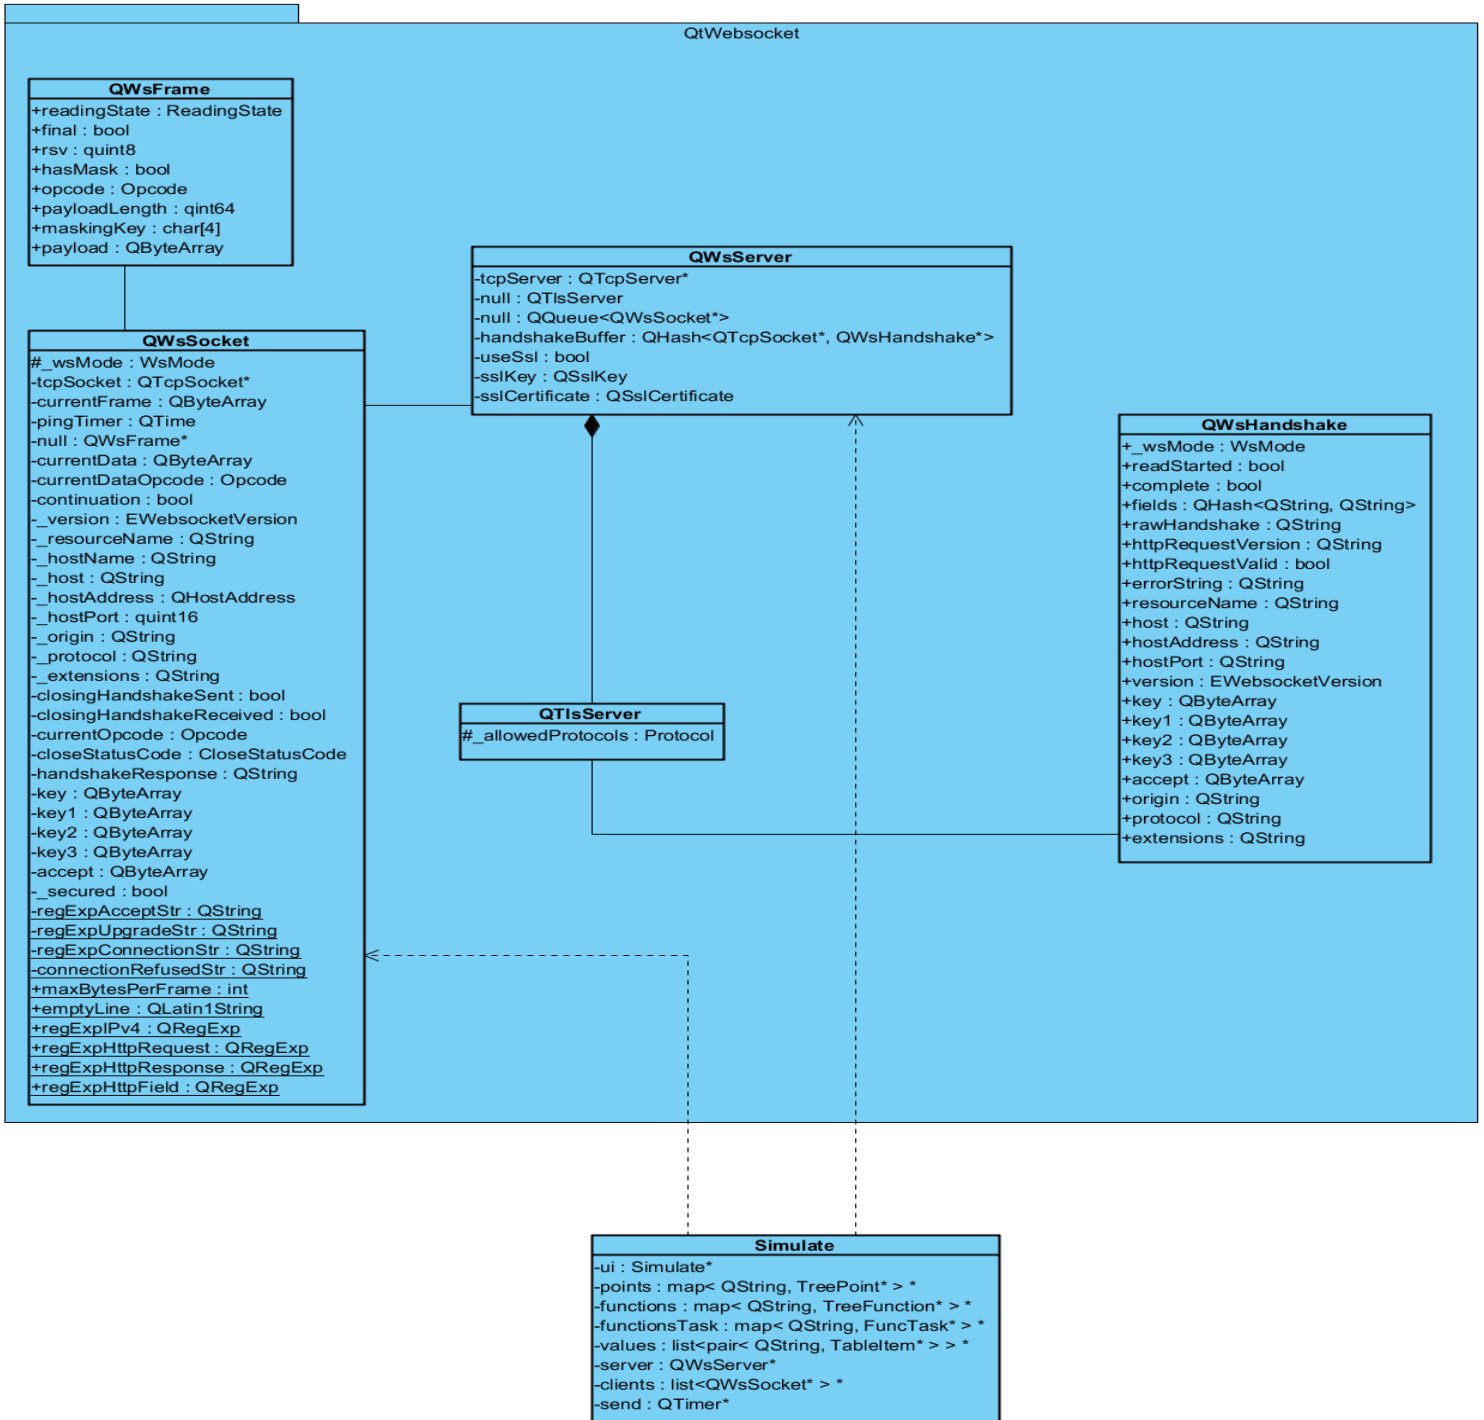 QtWebsocket
QWsFrame
+readingState : ReadingState
+final : bool
+rsv : quint8
+hasMask : bool
+opcode : Opcode
+payloadLength : qint64
+maskingKey : char[4]
+payload : QByteArray
QWsServer
-tcpServer : QTcpServer*
-null : QTlsServer
-null : QQueue<QWsSocket*>
-handshakeBuffer : QHash<QTcpSocket*, QWsHandshake*>
-useSsl : bool
-sslKey : QSslKey
-sslCertificate : QSslCertificate
QWsSocket
#_wsMode : WsMode
-tcpSocket : QTcpSocket*
-currentFrame : QByteArray
-pingTimer : QTime
-null : QWsFrame*
-currentData : QByteArray
-currentDataOpcode : Opcode
-continuation : bool
-_version : EWebsocketVersion
-_resourceName : QString
-_hostName : QString
-_host : QString
-_hostAddress : QHostAddress
-_hostPort : quint16
-_origin : QString
-_protocol : QString
-_extensions : QString
-closingHandshakeSent : bool
-closingHandshakeReceived : bool
-currentOpcode : Opcode
-closeStatusCode : CloseStatusCode
-handshakeResponse : QString
-key : QByteArray
-key1 : QByteArray
-key2 : QByteArray
-key3 : QByteArray
-accept : QByteArray
-_secured : bool
-regExpAcceptStr : QString
-regExpUpgradeStr : QString
-regExpConnectionStr : QString
-connectionRefusedStr : QString
+maxBytesPerFrame : int
+emptyLine : QLatin1String
+regExpIPv4 : QRegExp
+regExpHttpRequest : QRegExp
+regExpHttpResponse : QRegExp
+regExpHttpField : QRegExp
QWsHandshake
+_wsMode : WsMode
+readStarted : bool
+complete : bool
+fields : QHash<QString, QString>
+rawHandshake : QString
+httpRequestVersion : QString
+httpRequestValid : bool
+errorString : QString
+resourceName : QString
+host : QString
+hostAddress : QString
+hostPort : QString
+version : EWebsocketVersion
+key : QByteArray
+key1 : QByteArray
+key2 : QByteArray
+key3 : QByteArray
+accept : QByteArray
+origin : QString
+protocol : QString
+extensions : QString
QTlsServer
#_allowedProtocols : Protocol
Simulate
-ui : Simulate*
-points : map< QString, TreePoint* > *
-functions : map< QString, TreeFunction* > *
-functionsTask : map< QString, FuncTask* > *
-values : list<pair< QString, TableItem* > > *
-server : QWsServer*
-clients : list<QWsSocket* > *
-send : QTimer*